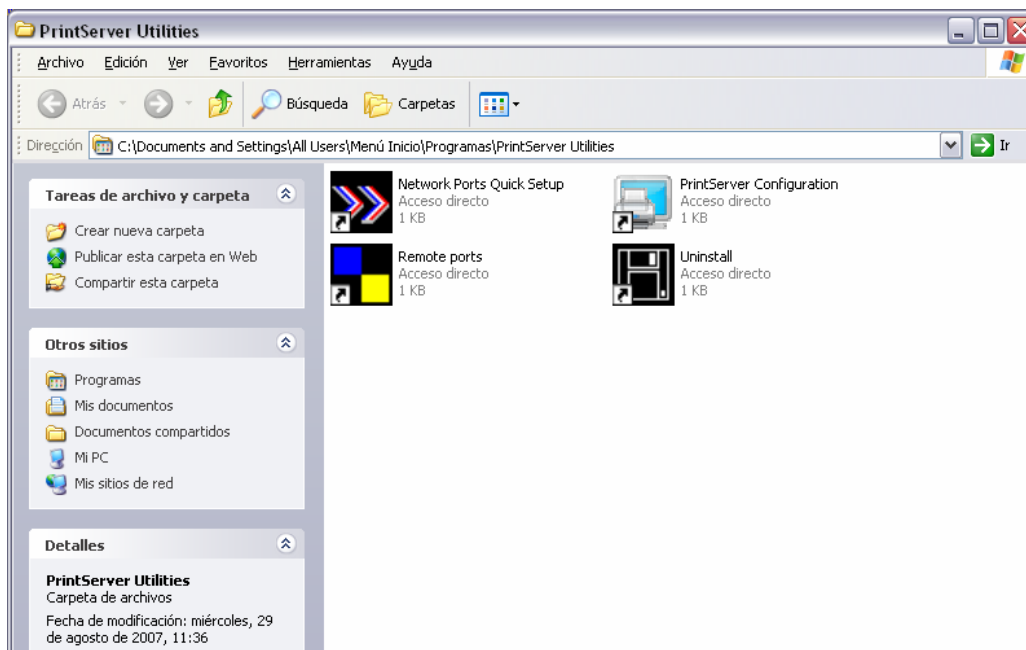 PrintServer Utilities
Archivo Edición Ver Favoritos Herramientas Ayuda
Atrás Búsqueda Carpetas
Dirección C:\Documents and Settings\All Users\Menú Inicio\Programas\PrintServer Utilities Ir
Tareas de archivo y carpeta
Crear nueva carpeta
Publicar esta carpeta en Web
Compartir esta carpeta
Otros sitios
Programas
Mis documentos
Documentos compartidos
Mi PC
Mis sitios de red
Detalles
PrintServer Utilities
Carpeta de archivos
Fecha de modificación: miércoles, 29
de agosto de 2007, 11:36
Network Ports Quick Setup
Acceso directo
1 KB
PrintServer Configuration
Acceso directo
1 KB
Remote ports
Acceso directo
1 KB
Uninstall
Acceso directo
1 KB